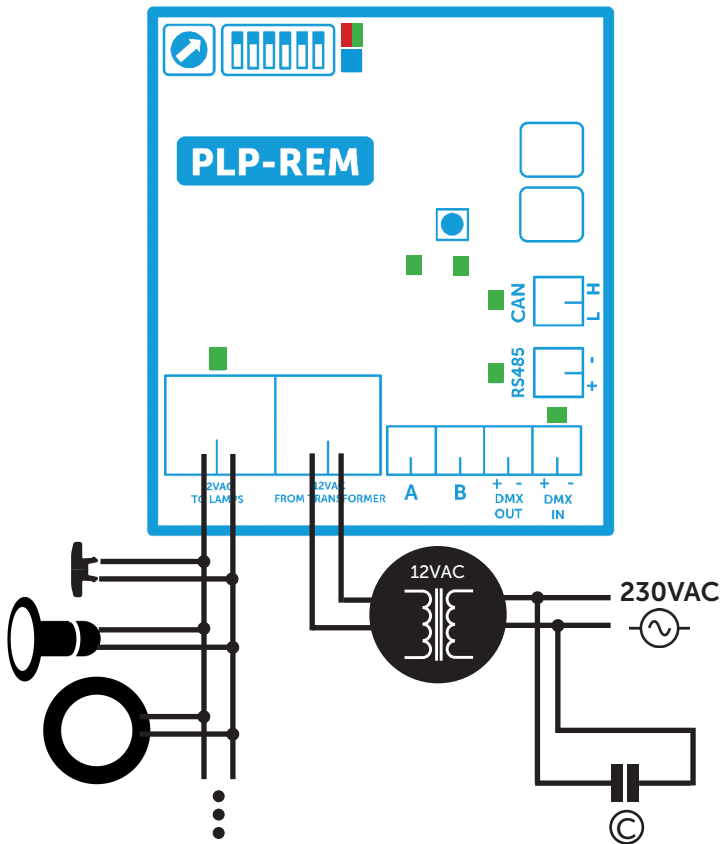 PLP-REM
CAN
H
L
RS485
-
+
12VAC
TO LAMPS
12VAC
FROM TRANSFORMER
A
B
+ -
DMX
OUT
+ -
DMX
IN
12VAC
230VAC
©